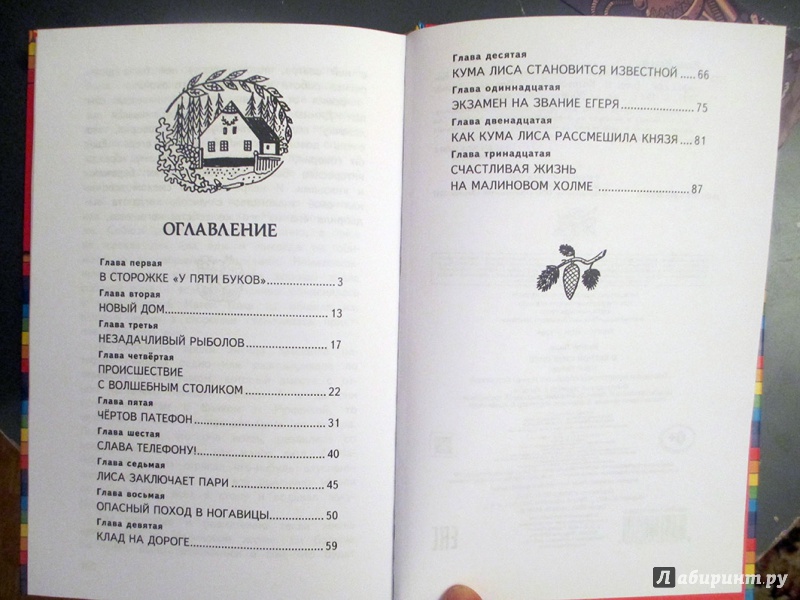 ОГЛАВЛЕНИЕ
Глава первая
В СТОРОЖКЕ «У ПЯТИ БУКОВ»..................... 3
Глава вторая
НОВЫЙ ДОМ.................................................. 13
Глава третья
НЕЗАДАЧЛИВЫЙ РЫБОЛОВ......................... 17
Глава четвёртая
ПРОИСШЕСТВИЕ
С ВОЛШЕБНЫМ СТОЛИКОМ......................... 22
Глава пятая
ЧЁРТОВ ПАТЕФОН......................................... 31
Глава шестая
СЛАВА ТЕЛЕФОНУ!....................................... 40
Глава седьмая
ЛИСА ЗАКЛЮЧАЕТ ПАРИ.............................. 45
Глава восьмая
ОПАСНЫЙ ПОХОД В НОГАВИЦЫ................ 50
Глава девятая
КЛАД НА ДОРОГЕ.......................................... 59
Глава десятая
КУМА ЛИСА СТАНОВИТСЯ ИЗВЕСТНОЙ..... 66
Глава одиннадцатая
ЭКЗАМЕН НА ЗВАНИЕ ЕГЕРЯ...................... 75
Глава двенадцатая
КАК КУМА ЛИСА РАССМЕШИЛА КНЯЗЯ.... 81
Глава тринадцатая
СЧАСТЛИВАЯ ЖИЗНЬ
НА МАЛИНОВОМ ХОЛМЕ ............................ 87
Лабиринт.ру